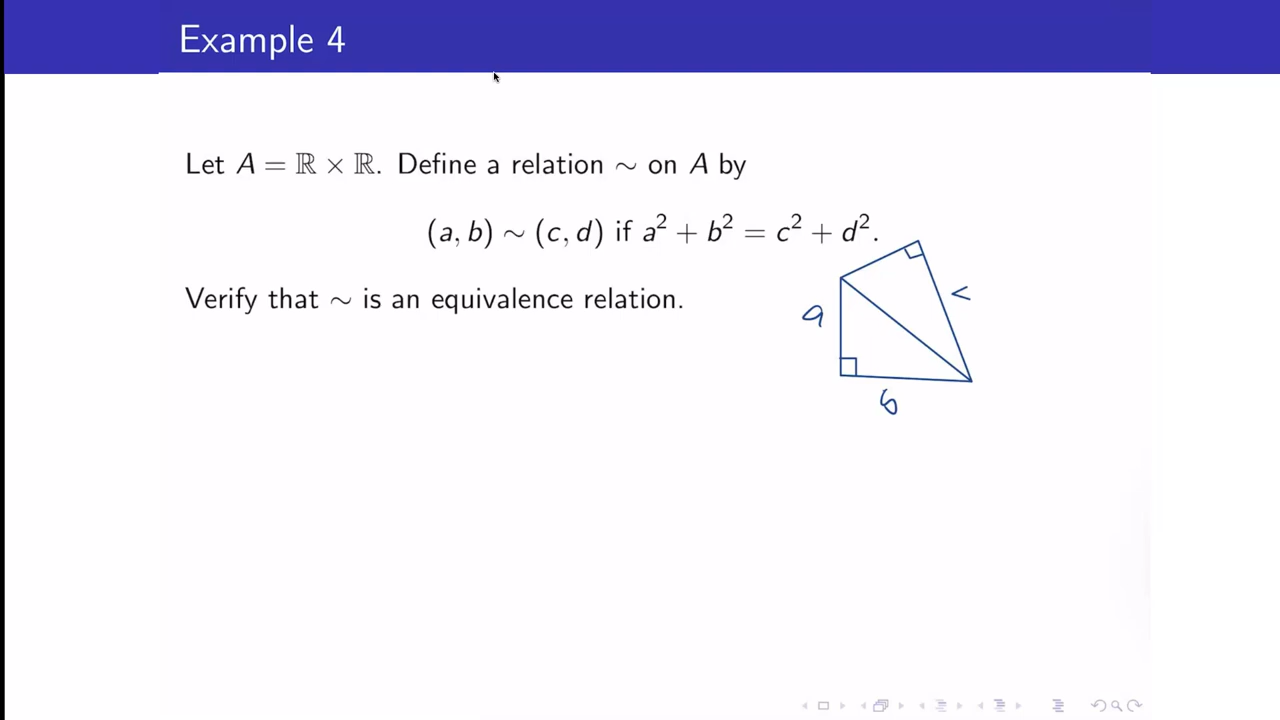 Example 4
Let A = ℝ × ℝ. Define a relation ∼ on A by
(a, b) ∼ (c, d) if a² + b² = c² + d².
Verify that ∼ is an equivalence relation.
a
b